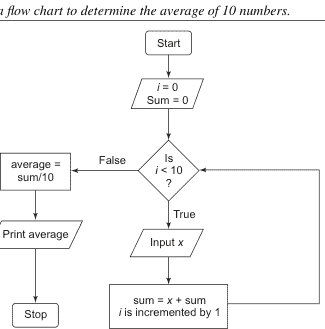 flow chart to determine the average of 10 numbers.
Start
i = 0
Sum = 0
Is
i < 10
?
False
True
average =
sum/10
Print average
Stop
Input x
sum = x + sum
i is incremented by 1